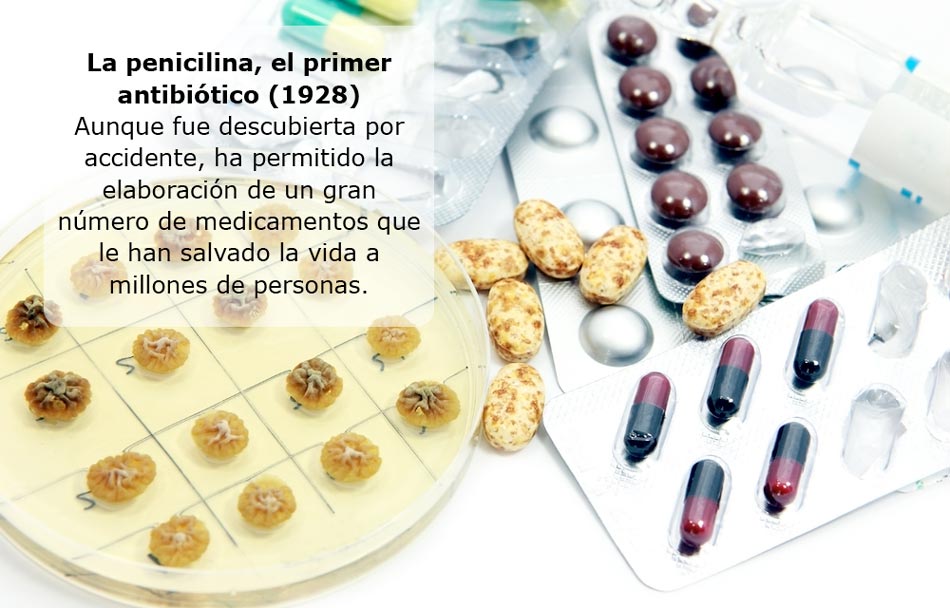 La penicilina, el primer
antibiótico (1928)
Aunque fue descubierta por
accidente, ha permitido la
elaboración de un gran
número de medicamentos que
le han salvado la vida a
millones de personas.